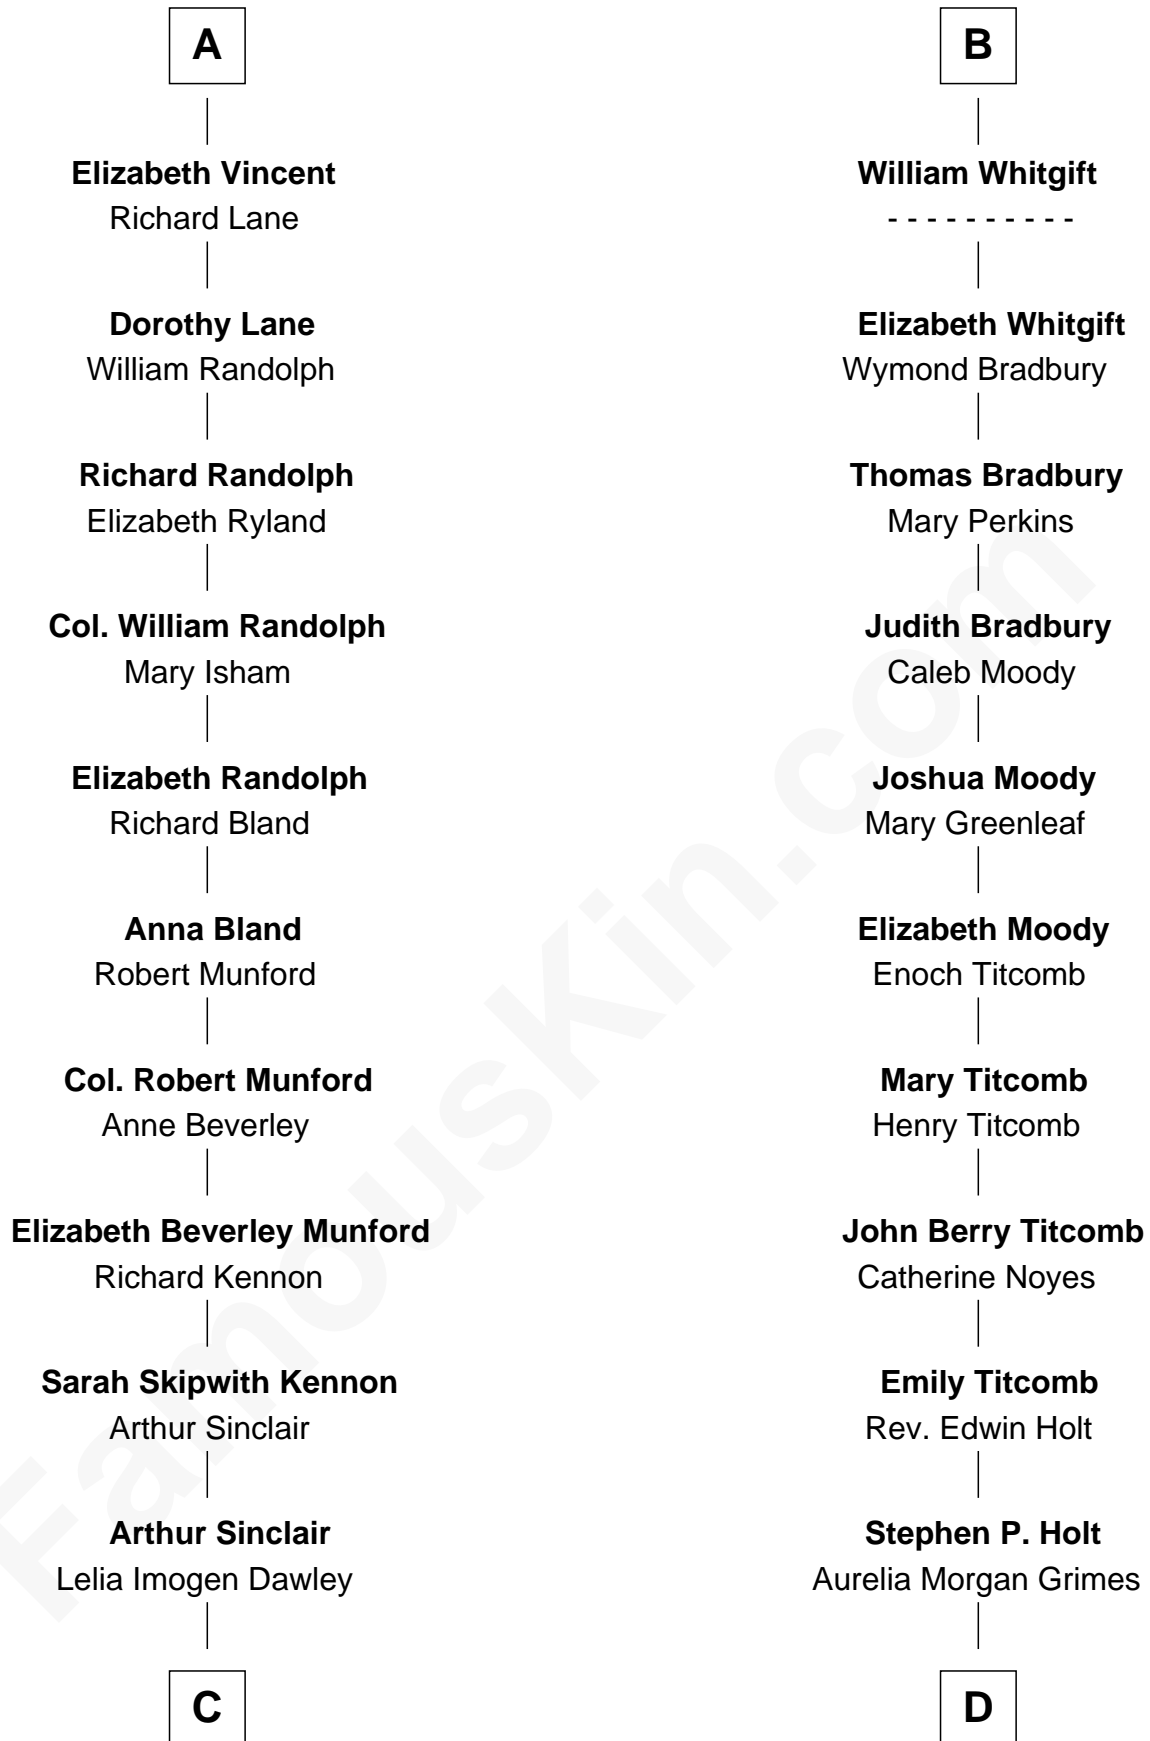 A
Elizabeth Vincent
Richard Lane
Dorothy Lane
William Randolph
Richard Randolph
Elizabeth Ryland
Col. William Randolph
Mary Isham
Elizabeth Randolph
Richard Bland
Anna Bland
Robert Munford
Col. Robert Munford
Anne Beverley
Elizabeth Beverley Munford
Richard Kennon
Sarah Skipwith Kennon
Arthur Sinclair
Arthur Sinclair
Lelia Imogen Dawley
C
B
William Whitgift
- - - - - - - - - -
Elizabeth Whitgift
Wymond Bradbury
Thomas Bradbury
Mary Perkins
Judith Bradbury
Caleb Moody
Joshua Moody
Mary Greenleaf
Elizabeth Moody
Enoch Titcomb
Mary Titcomb
Henry Titcomb
John Berry Titcomb
Catherine Noyes
Emily Titcomb
Rev. Edwin Holt
Stephen P. Holt
Aurelia Morgan Grimes
D
FamousKin.com